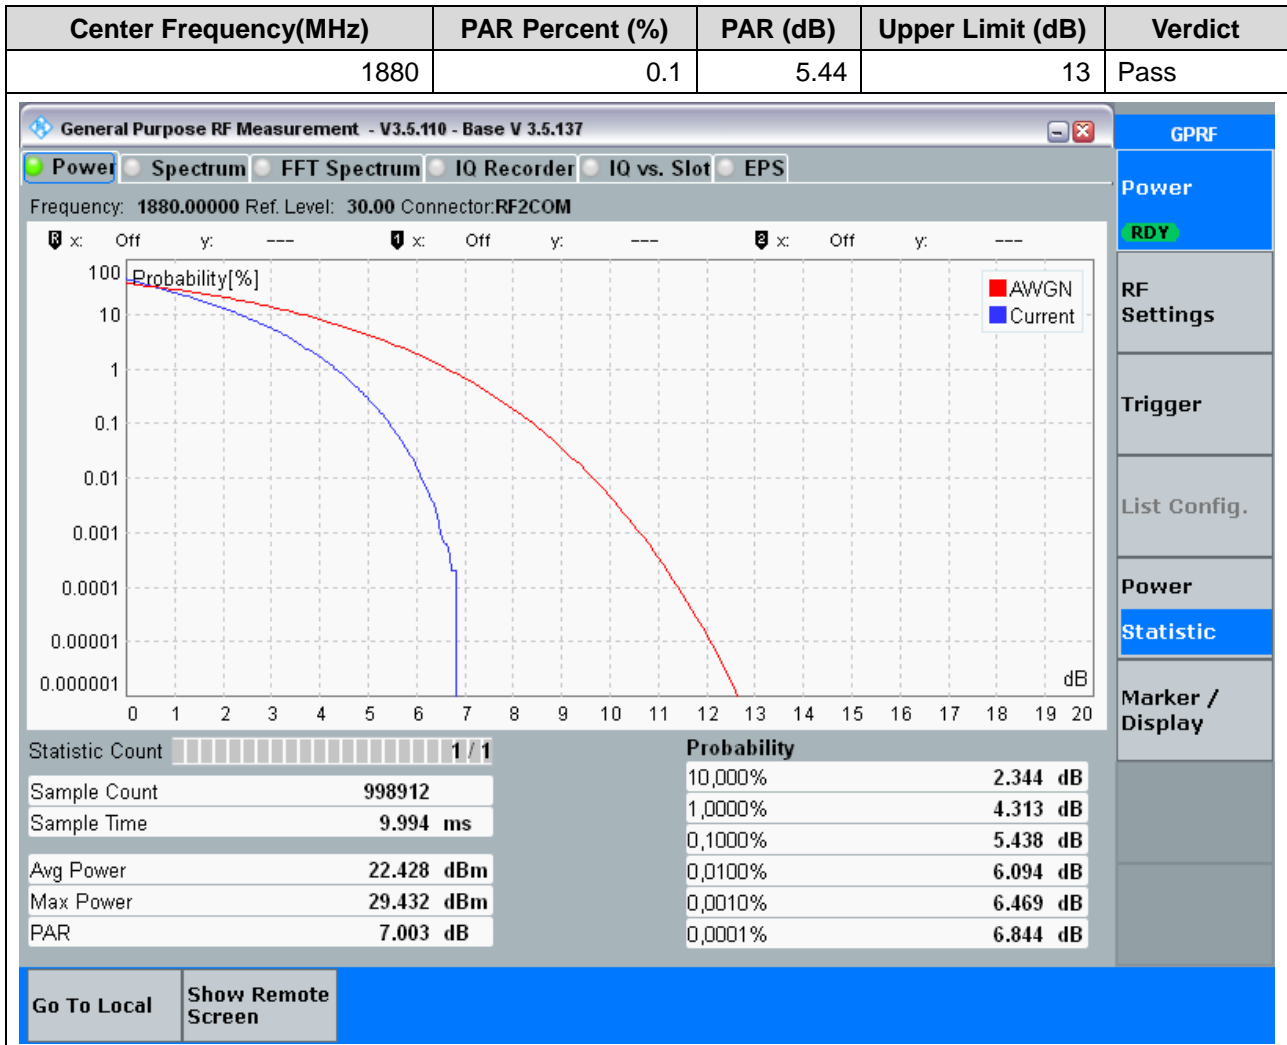 Center Frequency(MHz) PAR Percent (%) PAR (dB) Upper Limit (dB) Verdict
1880 0.1 5.44 13 Pass
General Purpose RF Measurement - V3.5.110 - Base V 3.5.137
GPRF
Power Spectrum FFT Spectrum IQ Recorder IQ vs. Slot EPS
Power
RDY
Frequency: 1880.00000 Ref. Level: 30.00 Connector:RF2COM
R x: Off y: --- 1 x: Off y: --- 2 x: Off y: ---
Probability[%]
AWGN
Current
100
10
1
0.1
0.01
0.001
0.0001
0.00001
0.000001
dB
0 1 2 3 4 5 6 7 8 9 10 11 12 13 14 15 16 17 18 19 20
RF
Settings
Trigger
List Config.
Power
Statistic
Marker /
Display
Statistic Count 1 / 1
Sample Count 998912
Sample Time 9.994 ms
Avg Power 22.428 dBm
Max Power 29.432 dBm
PAR 7.003 dB
Probability
10,000% 2.344 dB
1,0000% 4.313 dB
0,1000% 5.438 dB
0,0100% 6.094 dB
0,0010% 6.469 dB
0,0001% 6.844 dB
Go To Local
Show Remote
Screen